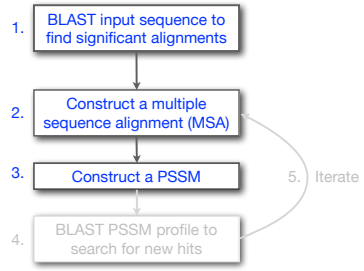 1. BLAST input sequence to
find significant alignments
2. Construct a multiple
sequence alignment (MSA)
3. Construct a PSSM
5. Iterate
4. BLAST PSSM profile to
search for new hits